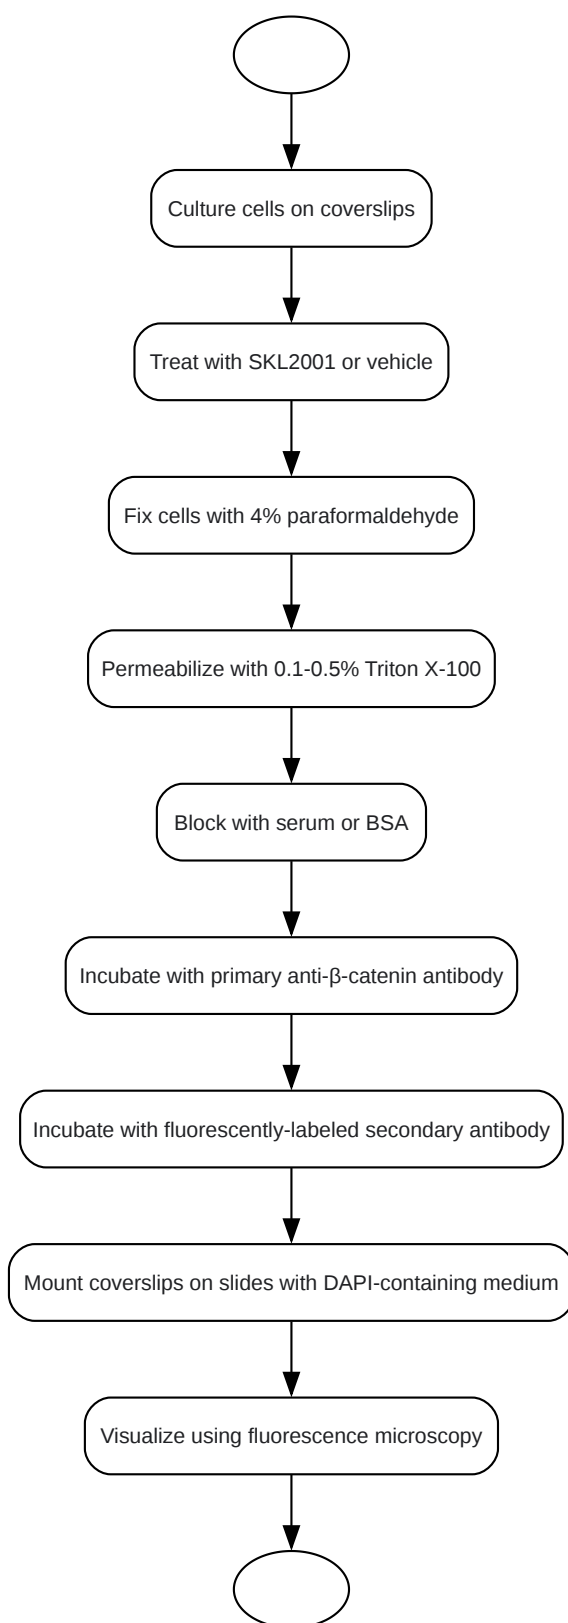 Culture cells on coverslips
Treat with SKL2001 or vehicle
Fix cells with 4% paraformaldehyde
Permeabilize with 0.1-0.5% Triton X-100
Block with serum or BSA
Incubate with primary anti-β-catenin antibody
Incubate with fluorescently-labeled secondary antibody
Mount coverslips on slides with DAPI-containing medium
Visualize using fluorescence microscopy